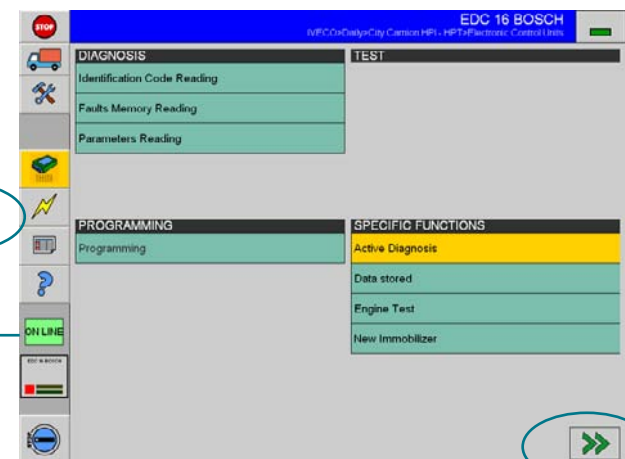 STOP
EDC 16 BOSCH
IVECO>Daily>City Camion HPI - HPT>Electronic Control Units
DIAGNOSIS
Identification Code Reading
Faults Memory Reading
Parameters Reading
TEST
PROGRAMMING
Programming
SPECIFIC FUNCTIONS
Active Diagnosis
Data stored
Engine Test
New Immobilizer
ON LINE
EDC 16 BOSCH